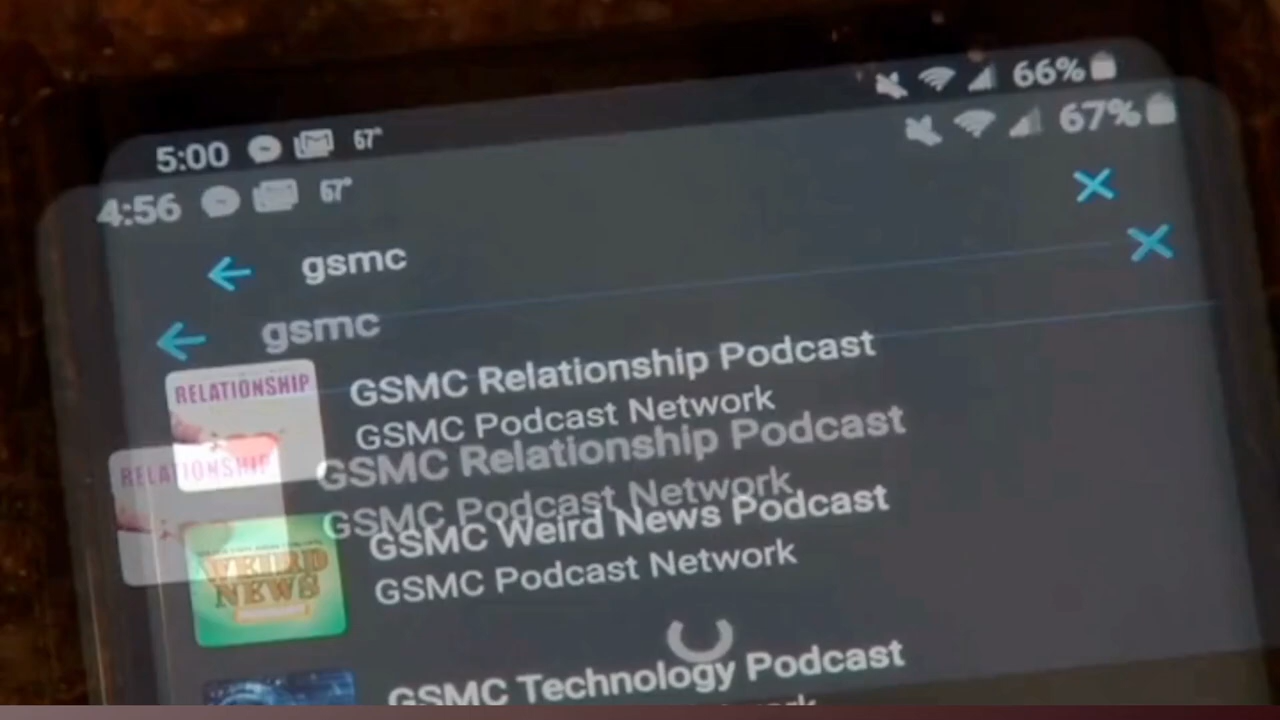 5:00 67° 66%
4:56 67° 67%
gsmc
gsmc
RELATIONSHIP
GSMC Relationship Podcast
GSMC Podcast Network
RELATIONSHIP
GSMC Relationship Podcast
GSMC Podcast Network
WEIRD
NEWS
GSMC Weird News Podcast
GSMC Podcast Network
GSMC Technology Podcast